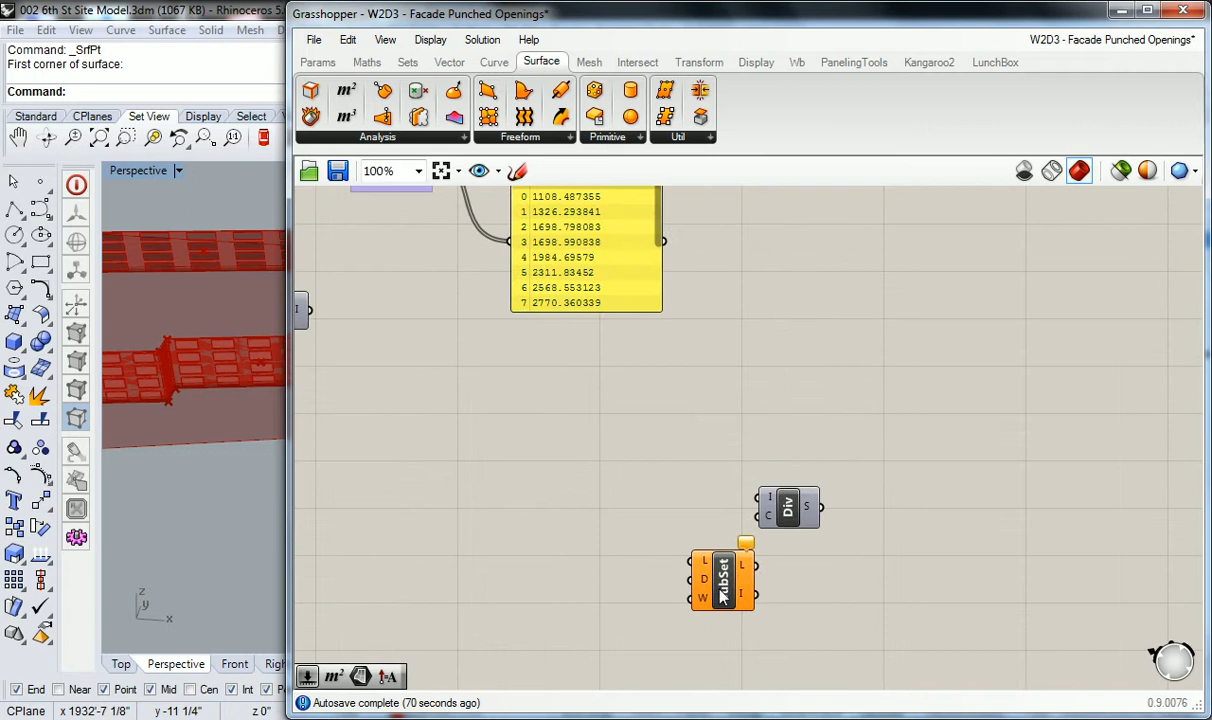 002 6th St Site Model.3dm (1067 KB) - Rhinoceros 5.
File Edit View Curve Surface Solid Mesh
Command: _SrfPt
First corner of surface:
Command:
Standard CPlanes Set View Display Select
Perspective
z
y
x
Top Perspective Front
End Near Point Mid Cen Int
CPlane x 1932'-7 1/8" y -11 1/4" z 0"
Grasshopper - W2D3 - Facade Punched Openings*
File Edit View Display Solution Help
W2D3 - Facade Punched Openings*
Params Maths Sets Vector Curve Surface Mesh Intersect Transform Display Wb PanelingTools Kangaroo2 LunchBox
m² m³
Analysis Freeform Primitive Util
100%
0 1108.487355
1 1326.293841
2 1698.798083
3 1698.990838
4 1984.69579
5 2311.83452
6 2568.553123
7 2770.360339
I
I Div S
C
L L
D
W I
m²
Autosave complete (70 seconds ago)
0.9.0076